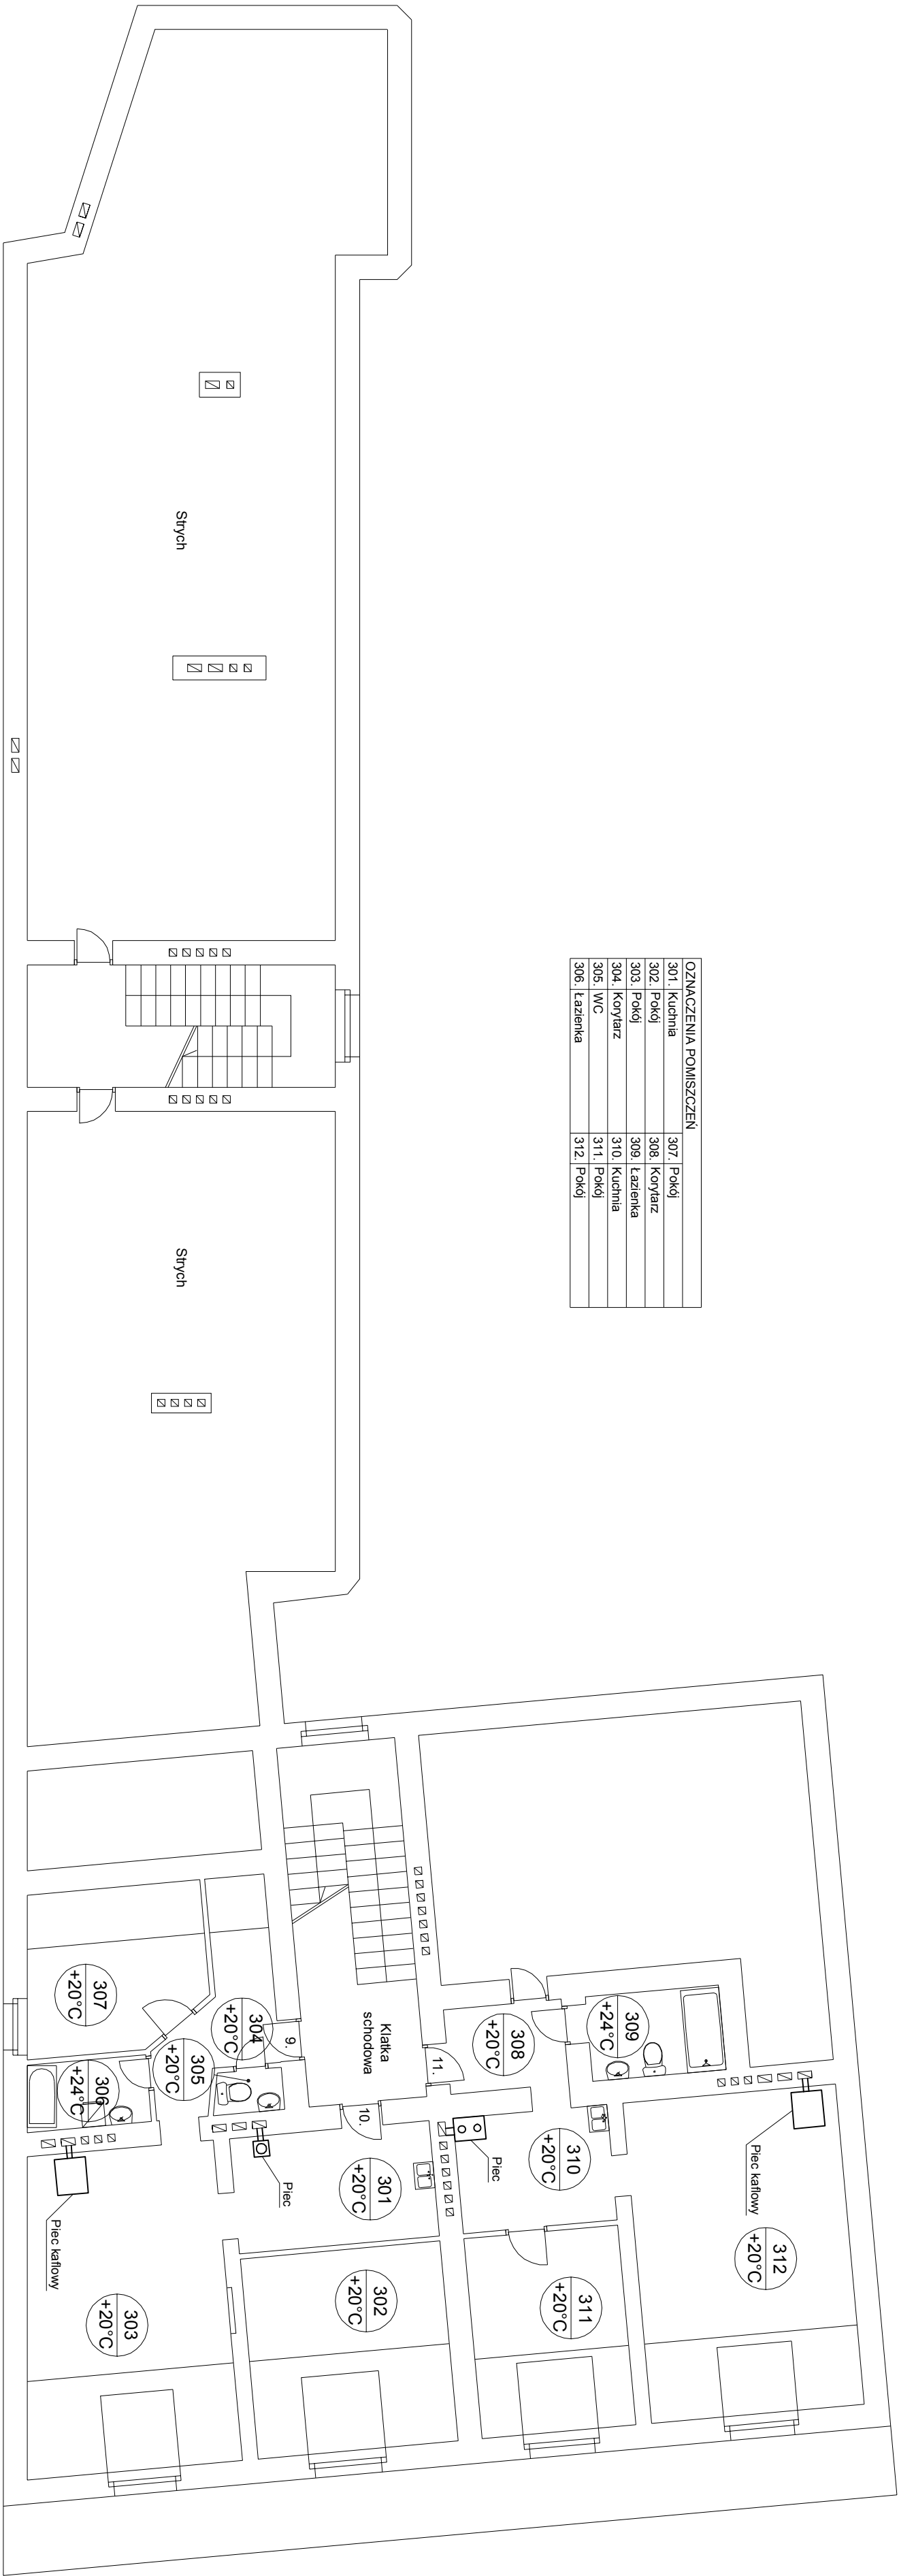 OZNACZENIA POMISZCZEŃ
301. Kuchnia 307. Pokój
302. Pokój 308. Korytarz
303. Pokój 309. Łazienka
304. Korytarz 310. Kuchnia
305. WC 311. Pokój
306. Łazienka 312. Pokój
Strych
Strych
Klatka
schodowa
9.
10.
11.
312
+20°C
Piec kaflowy
309
+24°C
308
+20°C
310
+20°C
Piec
311
+20°C
301
+20°C
302
+20°C
Piec
304
+20°C
305
+20°C
307
+20°C
306
+24°C
Piec kaflowy
303
+20°C